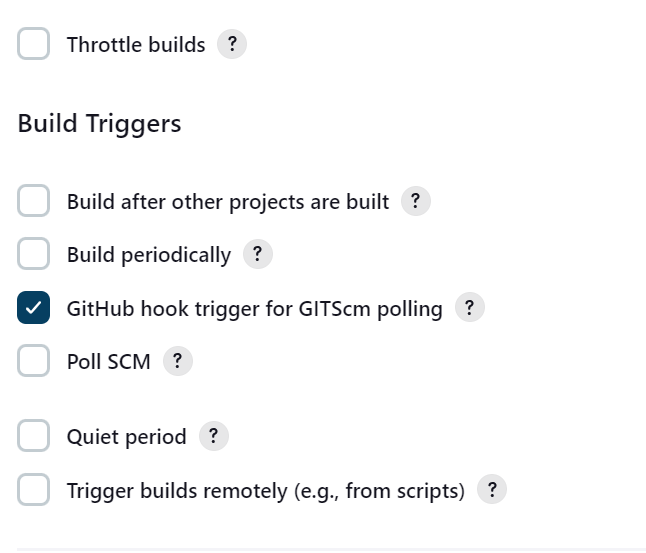 Throttle builds ?
Build Triggers
Build after other projects are built ?
Build periodically ?
GitHub hook trigger for GITScm polling ?
Poll SCM ?
Quiet period ?
Trigger builds remotely (e.g., from scripts) ?